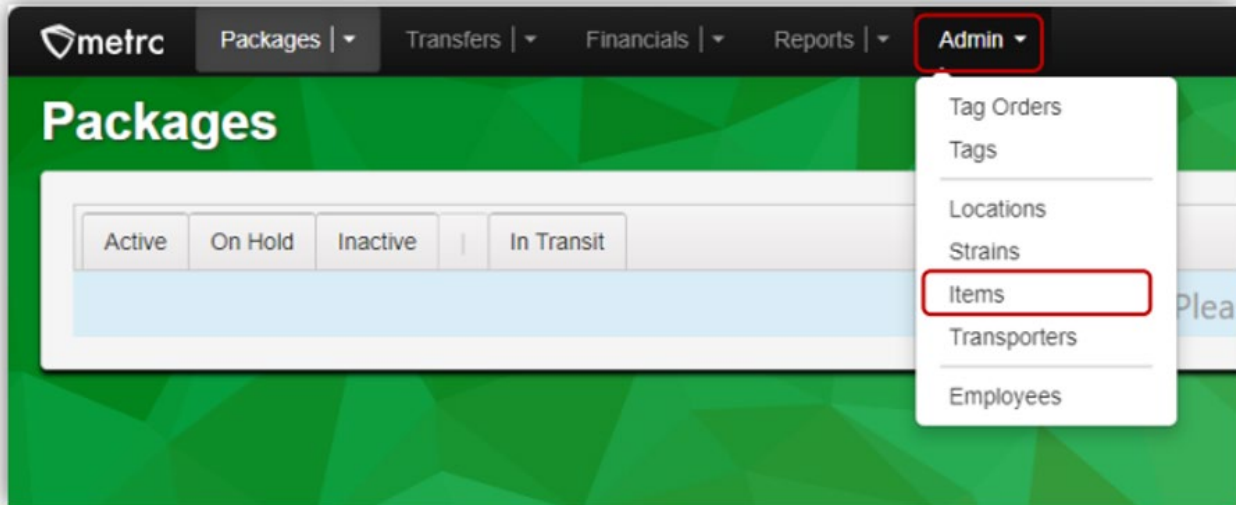 metrc Packages | Transfers | Financials | Reports | Admin
Packages
Tag Orders
Tags
Locations
Strains
Items
Transporters
Employees
Active On Hold Inactive | In Transit
Plea